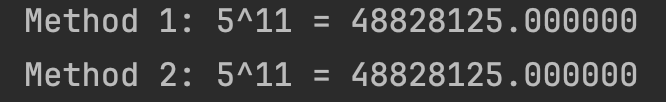 Method 1: 5^11 = 48828125.000000
Method 2: 5^11 = 48828125.000000